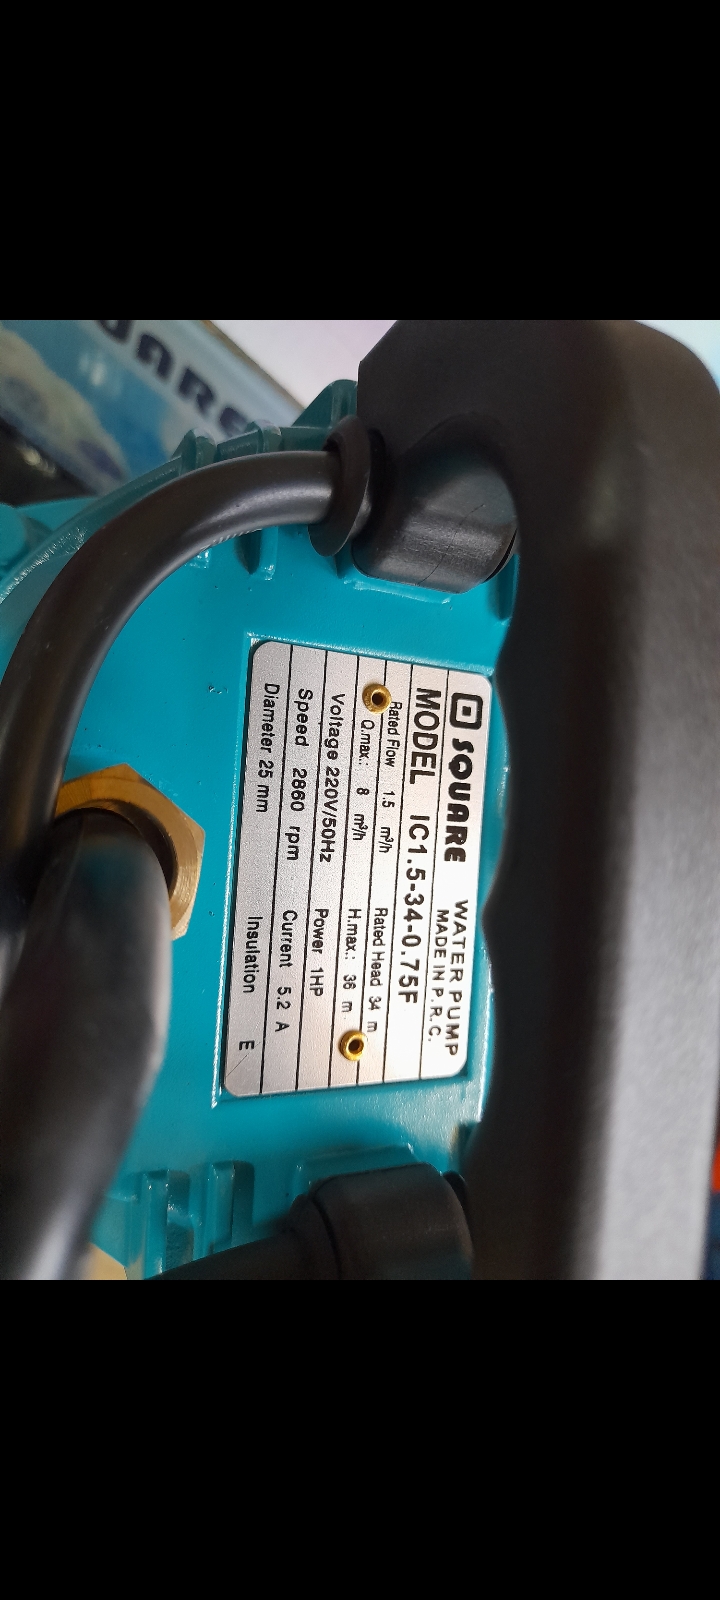 SQUARE WATER PUMP
MADE IN P.R.C.
MODEL IC1.5-34-0.75F
Rated Flow 1.5 m³/h Rated Head 34 m
Q.max.: 8 m³/h H.max.: 36 m
Voltage 220V/50Hz Power 1HP
Speed 2860 rpm Current 5.2 A
Diameter 25 mm Insulation E